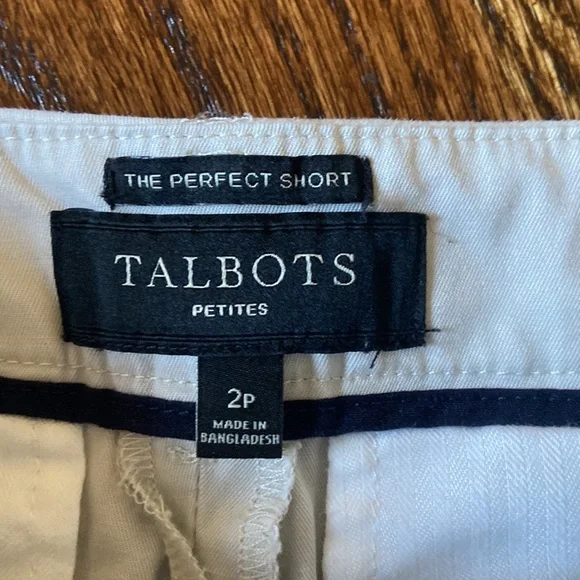 THE PERFECT SHORT
TALBOTS
PETITES
2P
MADE IN
BANGLADESH